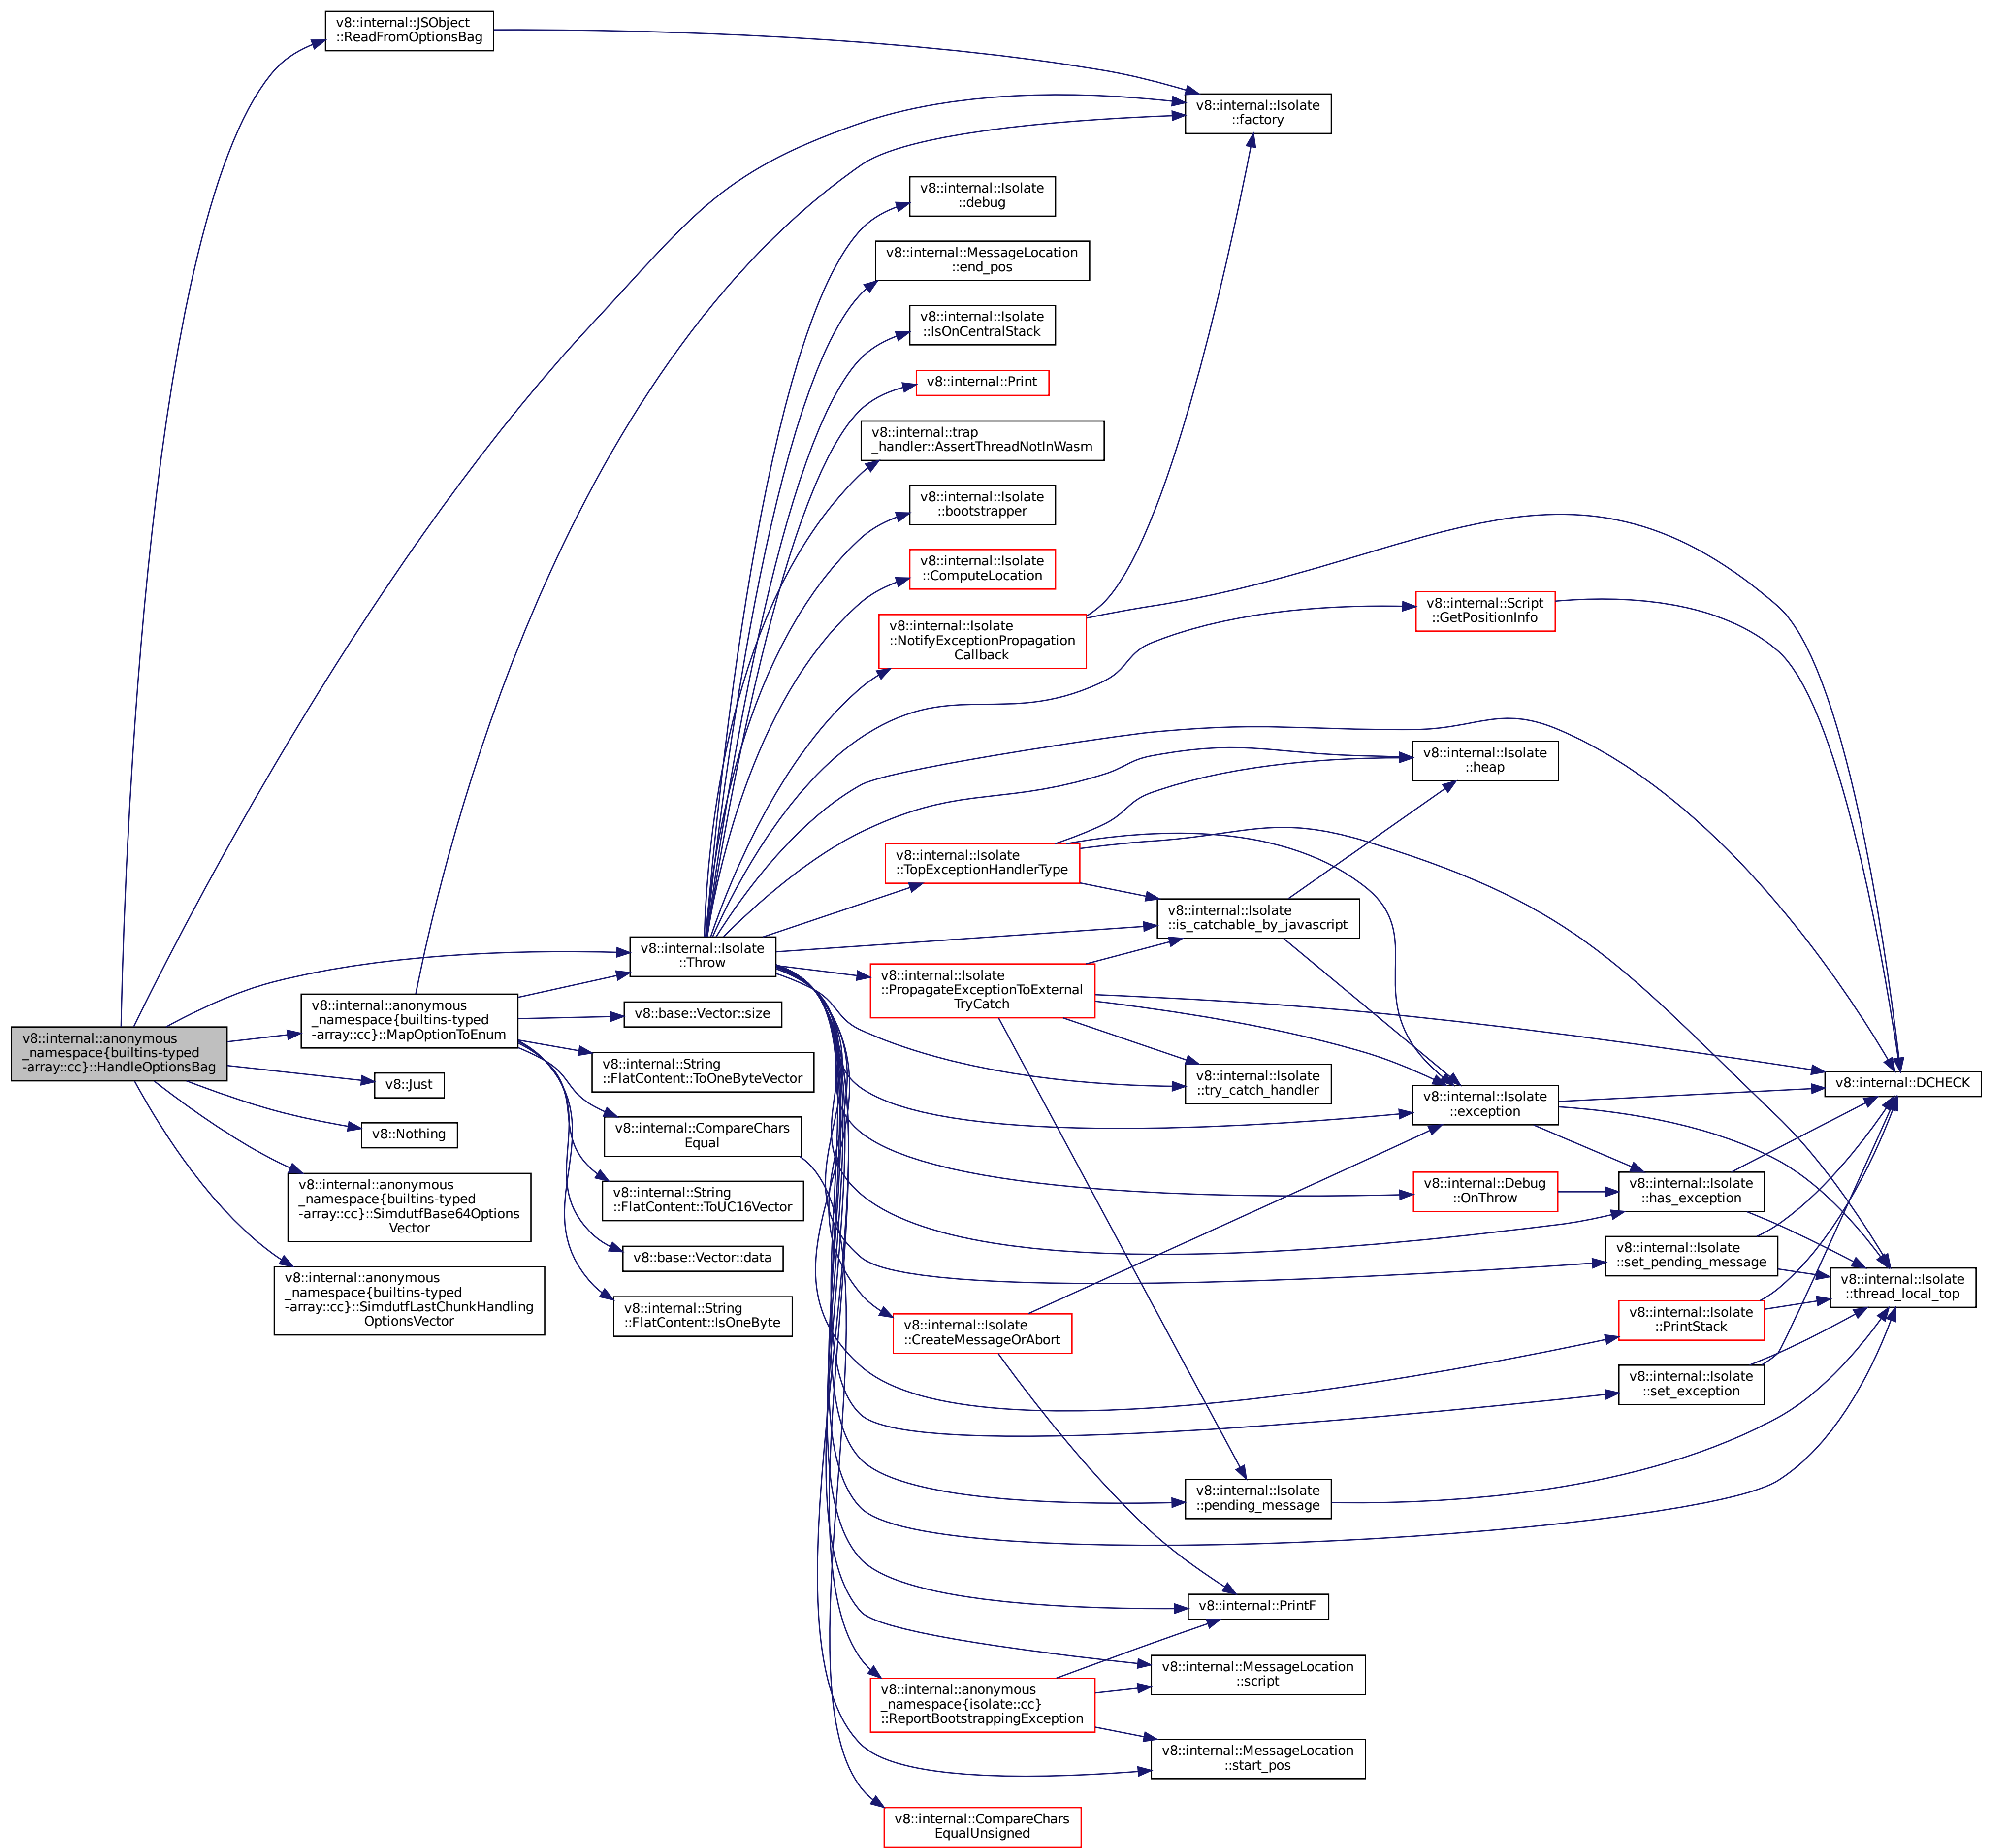 v8::internal::JSObject
::ReadFromOptionsBag
v8::internal::Isolate
::factory
v8::internal::Isolate
::debug
v8::internal::MessageLocation
::end_pos
v8::internal::Isolate
::IsOnCentralStack
v8::internal::Print
v8::internal::trap
_handler::AssertThreadNotInWasm
v8::internal::Isolate
::bootstrapper
v8::internal::Isolate
::ComputeLocation
v8::internal::Isolate
::NotifyExceptionPropagation
Callback
v8::internal::Script
::GetPositionInfo
v8::internal::Isolate
::heap
v8::internal::Isolate
::TopExceptionHandlerType
v8::internal::Isolate
::is_catchable_by_javascript
v8::internal::Isolate
::Throw
v8::internal::Isolate
::PropagateExceptionToExternal
TryCatch
v8::internal::anonymous
_namespace{builtins-typed
-array::cc}::MapOptionToEnum
v8::base::Vector::size
v8::internal::anonymous
_namespace{builtins-typed
-array::cc}::HandleOptionsBag
v8::internal::String
::FlatContent::ToOneByteVector
v8::internal::Isolate
::try_catch_handler
v8::internal::DCHECK
v8::Just
v8::internal::Isolate
::exception
v8::Nothing
v8::internal::CompareChars
Equal
v8::internal::anonymous
_namespace{builtins-typed
-array::cc}::SimdutfBase64Options
Vector
v8::internal::String
::FlatContent::ToUC16Vector
v8::internal::Debug
::OnThrow
v8::internal::Isolate
::has_exception
v8::base::Vector::data
v8::internal::Isolate
::set_pending_message
v8::internal::anonymous
_namespace{builtins-typed
-array::cc}::SimdutfLastChunkHandling
OptionsVector
v8::internal::Isolate
::thread_local_top
v8::internal::String
::FlatContent::IsOneByte
v8::internal::Isolate
::CreateMessageOrAbort
v8::internal::Isolate
::PrintStack
v8::internal::Isolate
::set_exception
v8::internal::Isolate
::pending_message
v8::internal::PrintF
v8::internal::MessageLocation
::script
v8::internal::anonymous
_namespace{isolate::cc}
::ReportBootstrappingException
v8::internal::MessageLocation
::start_pos
v8::internal::CompareChars
EqualUnsigned